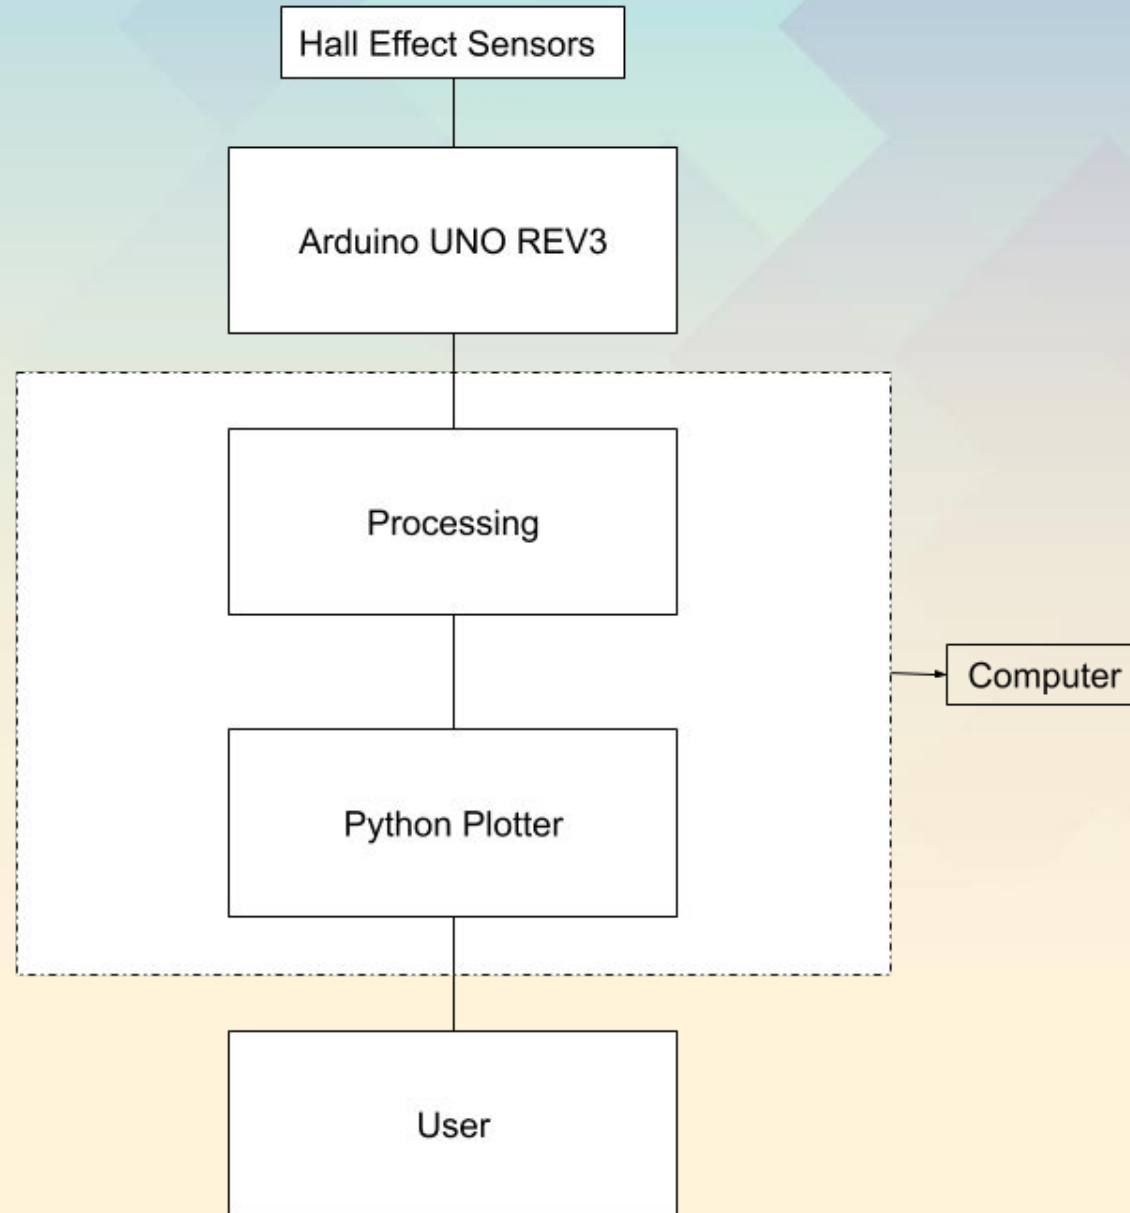 Hall Effect Sensors
Arduino UNO REV3
Processing
Computer
Python Plotter
User